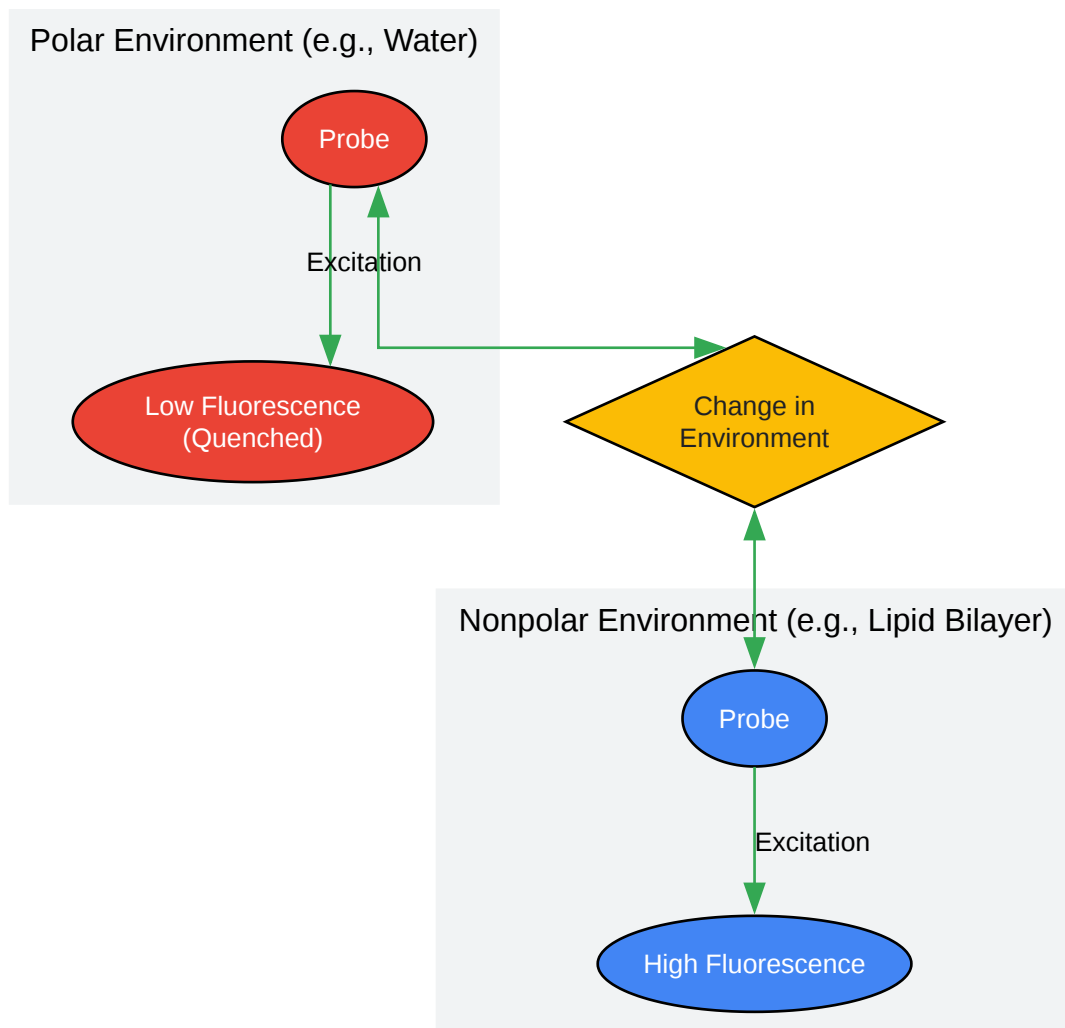 Polar Environment (e.g., Water)
Probe
Excitation
Low Fluorescence
(Quenched)
Change in
Environment
Nonpolar Environment (e.g., Lipid Bilayer)
Probe
Excitation
High Fluorescence